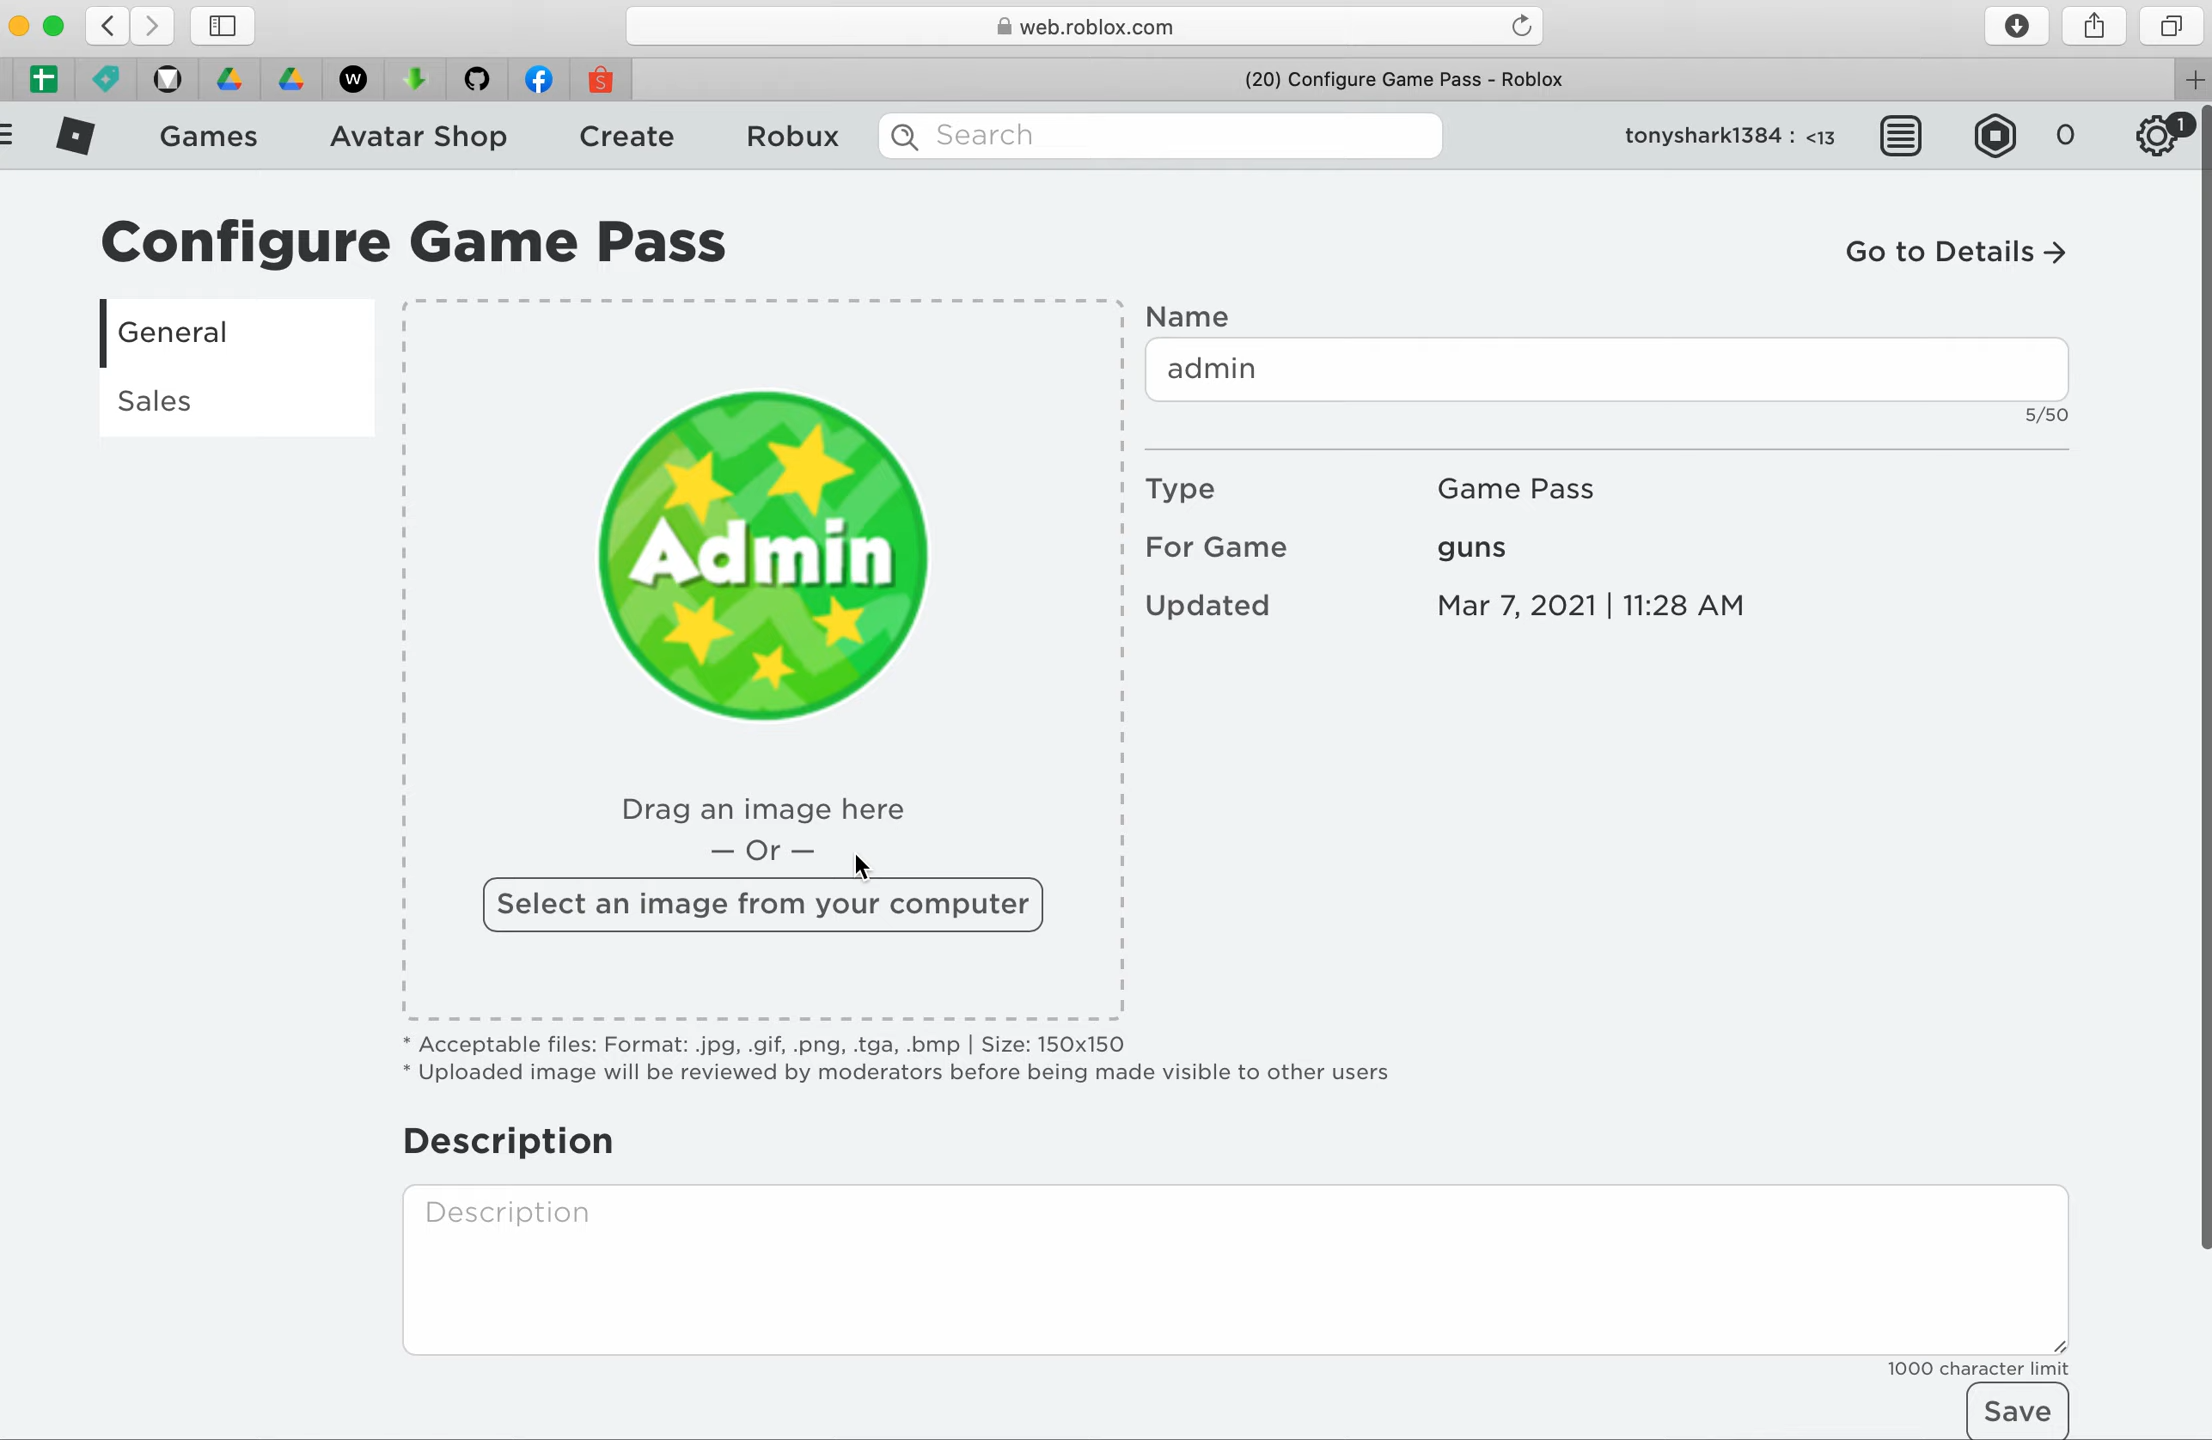 web.roblox.com
W
(20) Configure Game Pass - Roblox
Games
Avatar Shop
Create
Robux
Search
tonyshark1384 : <13
0
1
Configure Game Pass
Go to Details →
General
Sales
Admin
Drag an image here
— Or —
Select an image from your computer
* Acceptable files: Format: .jpg, .gif, .png, .tga, .bmp | Size: 150x150
* Uploaded image will be reviewed by moderators before being made visible to other users
Name
admin
5/50
Type Game Pass
For Game guns
Updated Mar 7, 2021 | 11:28 AM
Description
Description
1000 character limit
Save